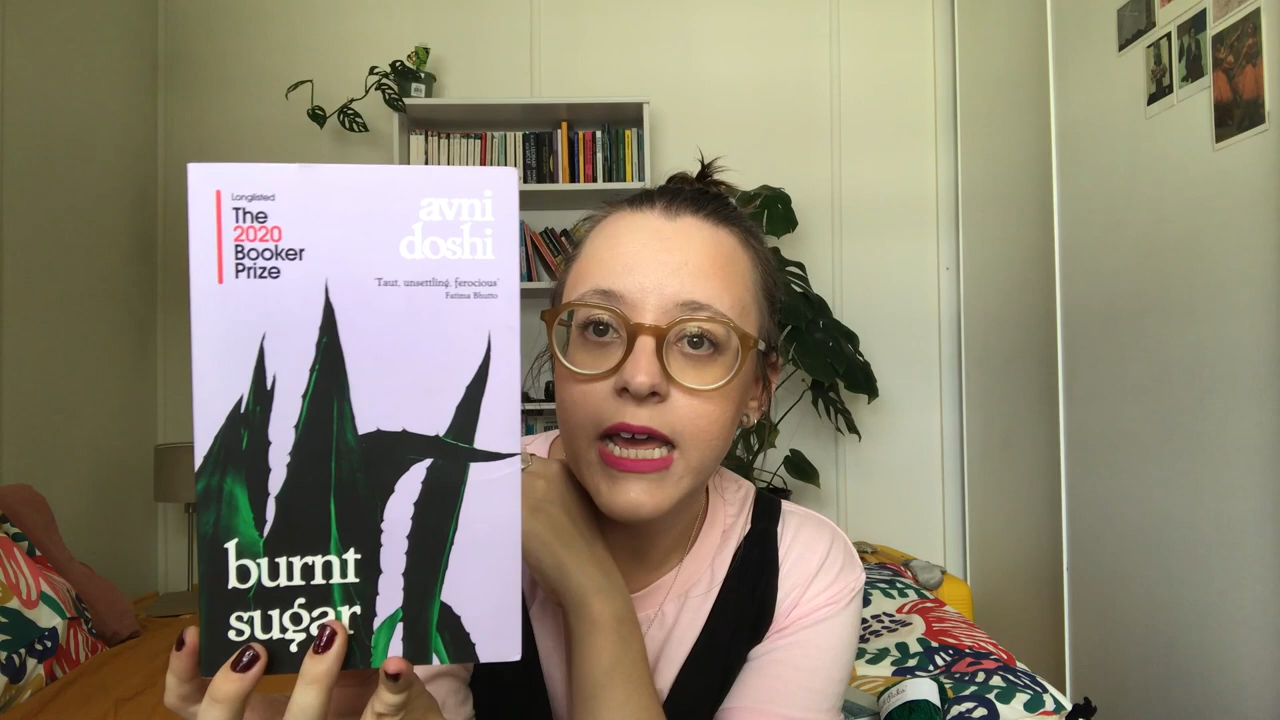 Longlisted
The
2020
Booker
Prize
avni
doshi
'Taut, unsettling, ferocious'
Fatima Bhutto
burnt
sugar